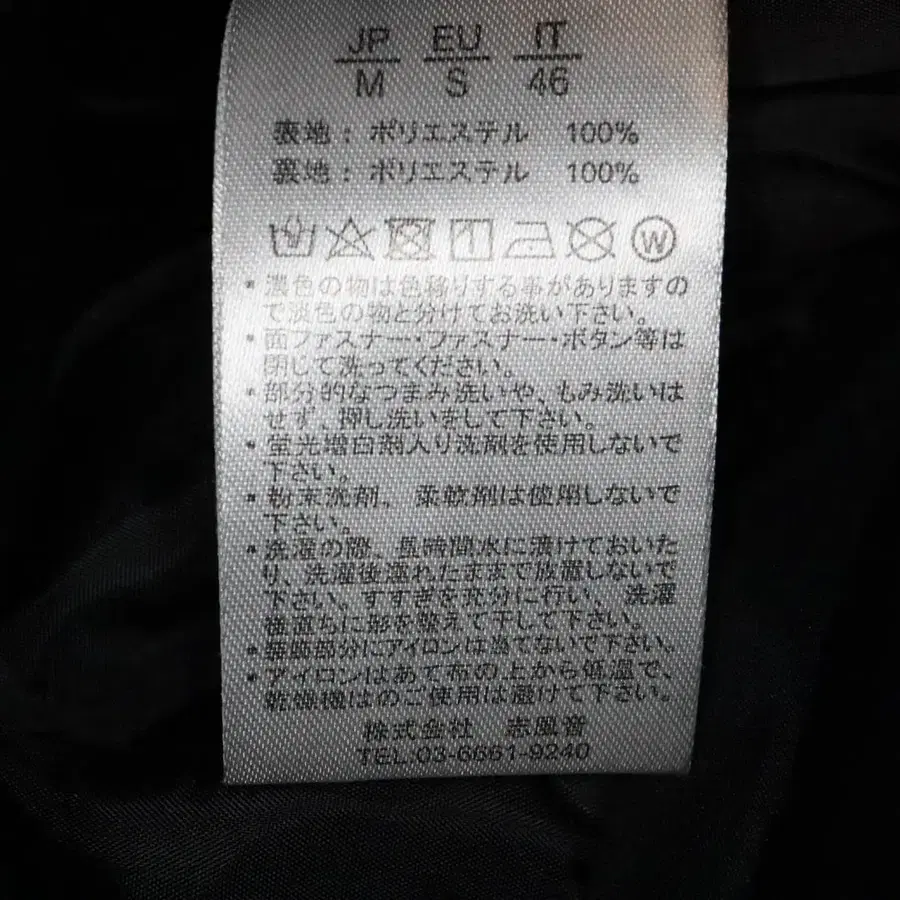 JP EU IT
M S 46
表地: ポリエステル 100%
裏地: ポリエステル 100%
W
* 濃色の物は色移りする事がありますの
で淡色の物と分けてお洗い下さい。
* 面ファスナー・ファスナー・ボタン等は
閉じて洗ってください。
* 部分的なつまみ洗いや、もみ洗いは
せず、押し洗いをして下さい。
* 蛍光増白剤入り洗剤を使用しないで
下さい。
* 粉末洗剤、柔軟剤は使用しないで
下さい。
* 洗濯の際、長時間水に漬けておいた
り、洗濯後濡れたままで放置しないで
下さい。すすぎを充分に行い、洗濯
後直ちに形を整えて干して下さい。
* 装飾部分にアイロンは当てないで下さい。
* アイロンはあて布の上から低温で、
乾燥機はのご使用は避けて下さい。
株式会社 志風音
TEL:03-6661-9240